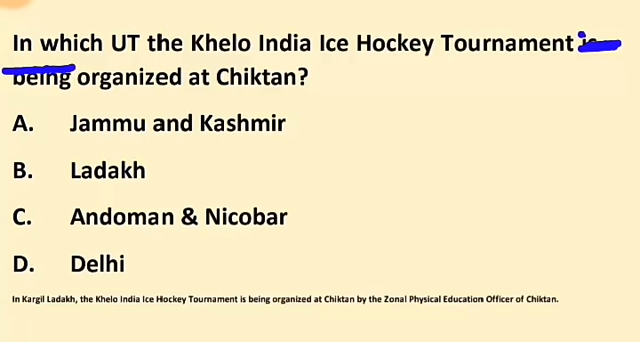 In which UT the Khelo India Ice Hockey Tournament is
being organized at Chiktan?
A. Jammu and Kashmir
B. Ladakh
C. Andoman & Nicobar
D. Delhi
In Kargil Ladakh, the Khelo India Ice Hockey Tournament is being organized at Chiktan by the Zonal Physical Education Officer of Chiktan.